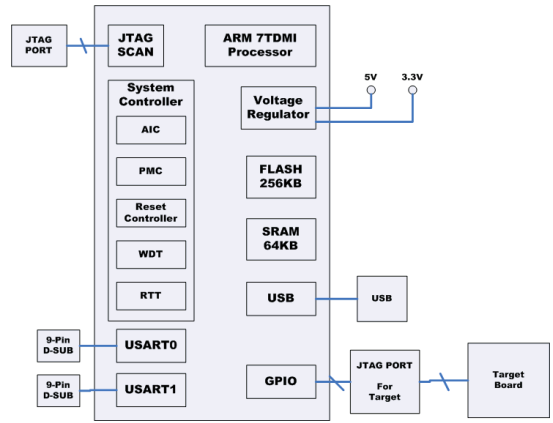 JTAG
PORT
JTAG
SCAN
ARM 7TDMI
Processor
System
Controller
AIC
PMC
Reset
Controller
WDT
RTT
Voltage
Regulator
5V
3.3V
FLASH
256KB
SRAM
64KB
USB
USB
9-Pin
D-SUB
USART0
9-Pin
D-SUB
USART1
GPIO
JTAG PORT
For
Target
Target
Board